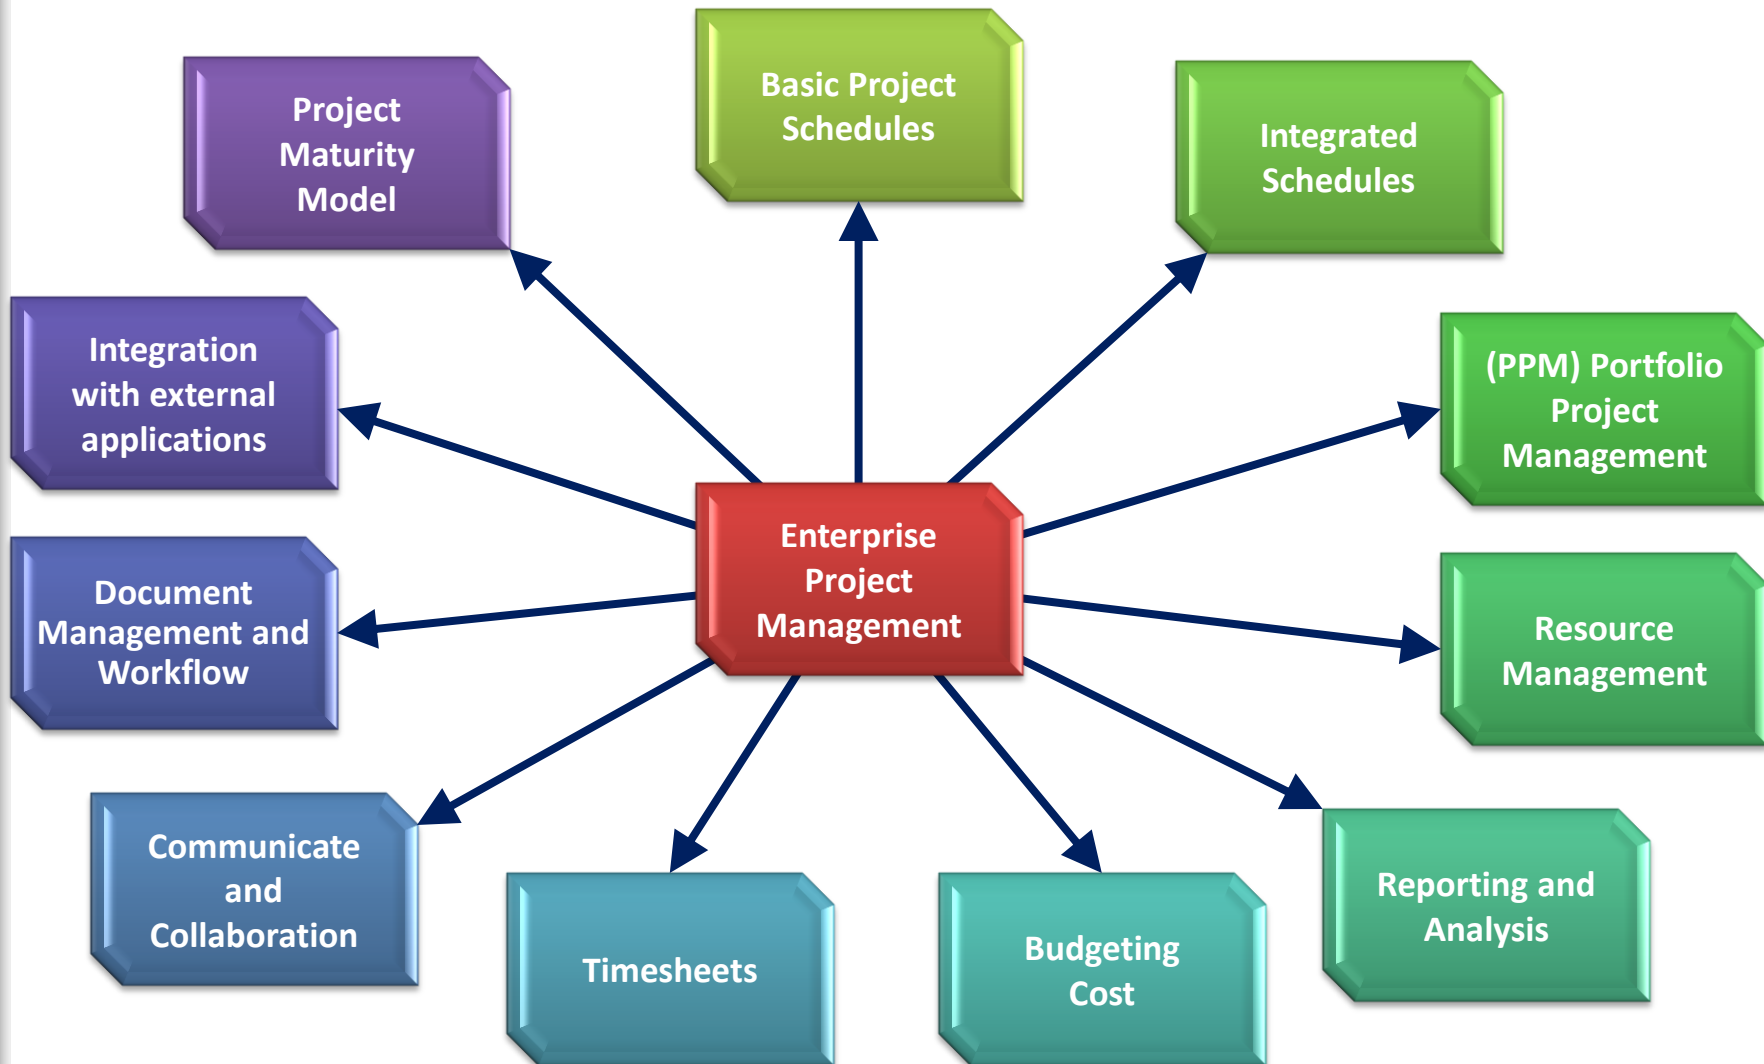 Basic Project
Schedules
Project
Maturity
Model
Integrated
Schedules
Integration
with external
applications
(PPM) Portfolio
Project
Management
Enterprise
Project
Management
Document
Management and
Workflow
Resource
Management
Communicate
and
Collaboration
Timesheets
Budgeting
Cost
Reporting and
Analysis